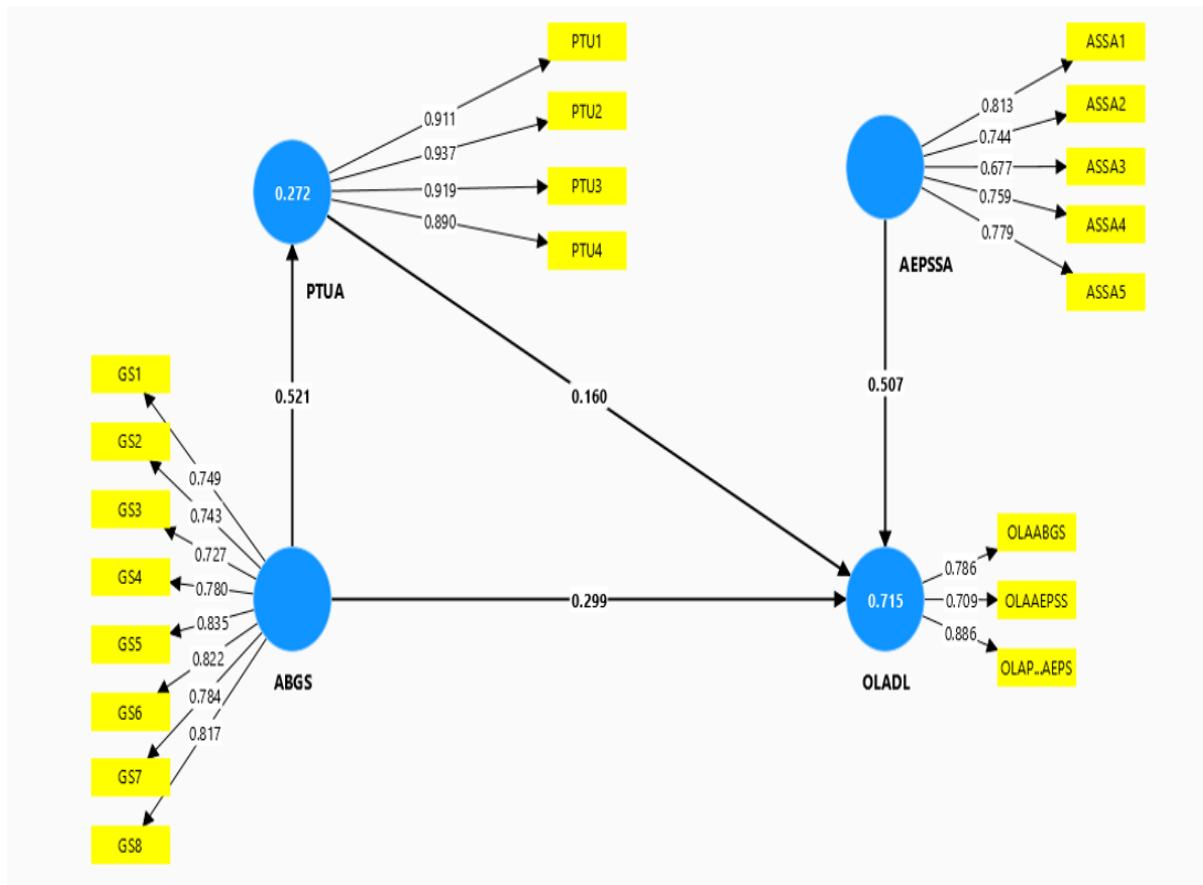 PTU1
PTU2
PTU3
PTU4
0.911
0.937
0.919
0.890
0.272
PTUA
ASSA1
ASSA2
ASSA3
ASSA4
ASSA5
0.813
0.744
0.677
0.759
0.779
AEPSSA
0.521
0.160
0.507
GS1
GS2
GS3
GS4
GS5
GS6
GS7
GS8
0.749
0.743
0.727
0.780
0.835
0.822
0.784
0.817
ABGS
0.299
0.715
OLADL
0.786
0.709
0.886
OLAABGS
OLAAEPSS
OLAP...AEPS